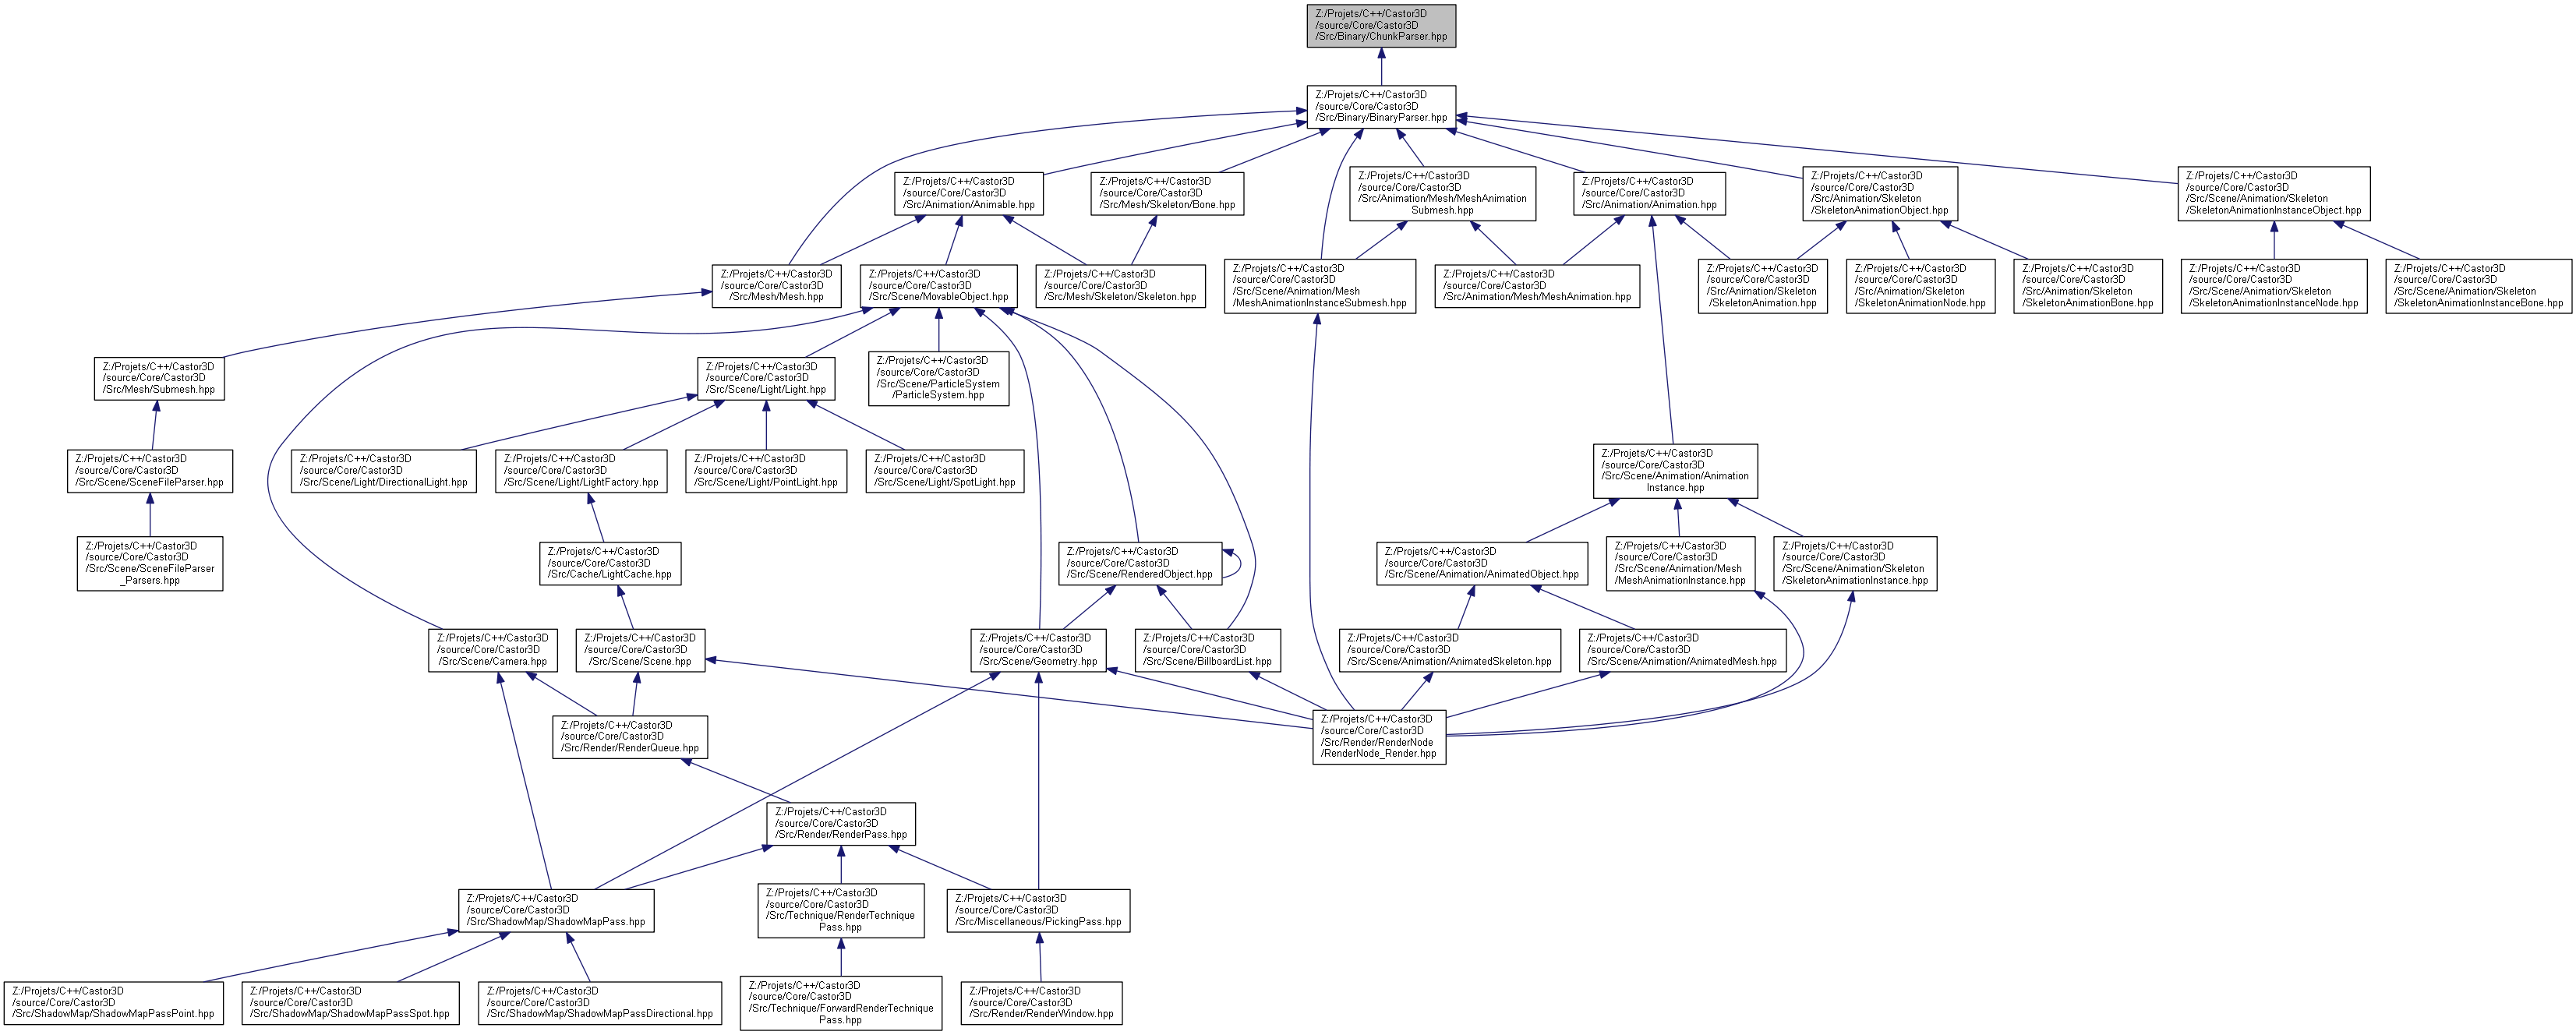 Z:/Projets/C++/Castor3D
/source/Core/Castor3D
/Src/Binary/ChunkParser.hpp
Z:/Projets/C++/Castor3D
/source/Core/Castor3D
/Src/Binary/BinaryParser.hpp
Z:/Projets/C++/Castor3D
/source/Core/Castor3D
/Src/Animation/Animable.hpp
Z:/Projets/C++/Castor3D
/source/Core/Castor3D
/Src/Mesh/Skeleton/Bone.hpp
Z:/Projets/C++/Castor3D
/source/Core/Castor3D
/Src/Animation/Mesh/MeshAnimation
Submesh.hpp
Z:/Projets/C++/Castor3D
/source/Core/Castor3D
/Src/Animation/Animation.hpp
Z:/Projets/C++/Castor3D
/source/Core/Castor3D
/Src/Animation/Skeleton
/SkeletonAnimationObject.hpp
Z:/Projets/C++/Castor3D
/source/Core/Castor3D
/Src/Scene/Animation/Skeleton
/SkeletonAnimationInstanceObject.hpp
Z:/Projets/C++/Castor3D
/source/Core/Castor3D
/Src/Mesh/Mesh.hpp
Z:/Projets/C++/Castor3D
/source/Core/Castor3D
/Src/Scene/MovableObject.hpp
Z:/Projets/C++/Castor3D
/source/Core/Castor3D
/Src/Mesh/Skeleton/Skeleton.hpp
Z:/Projets/C++/Castor3D
/source/Core/Castor3D
/Src/Scene/Animation/Mesh
/MeshAnimationInstanceSubmesh.hpp
Z:/Projets/C++/Castor3D
/source/Core/Castor3D
/Src/Animation/Mesh/MeshAnimation.hpp
Z:/Projets/C++/Castor3D
/source/Core/Castor3D
/Src/Animation/Skeleton
/SkeletonAnimation.hpp
Z:/Projets/C++/Castor3D
/source/Core/Castor3D
/Src/Animation/Skeleton
/SkeletonAnimationNode.hpp
Z:/Projets/C++/Castor3D
/source/Core/Castor3D
/Src/Animation/Skeleton
/SkeletonAnimationBone.hpp
Z:/Projets/C++/Castor3D
/source/Core/Castor3D
/Src/Scene/Animation/Skeleton
/SkeletonAnimationInstanceNode.hpp
Z:/Projets/C++/Castor3D
/source/Core/Castor3D
/Src/Scene/Animation/Skeleton
/SkeletonAnimationInstanceBone.hpp
Z:/Projets/C++/Castor3D
/source/Core/Castor3D
/Src/Mesh/Submesh.hpp
Z:/Projets/C++/Castor3D
/source/Core/Castor3D
/Src/Scene/Light/Light.hpp
Z:/Projets/C++/Castor3D
/source/Core/Castor3D
/Src/Scene/ParticleSystem
/ParticleSystem.hpp
Z:/Projets/C++/Castor3D
/source/Core/Castor3D
/Src/Scene/SceneFileParser.hpp
Z:/Projets/C++/Castor3D
/source/Core/Castor3D
/Src/Scene/Light/DirectionalLight.hpp
Z:/Projets/C++/Castor3D
/source/Core/Castor3D
/Src/Scene/Light/LightFactory.hpp
Z:/Projets/C++/Castor3D
/source/Core/Castor3D
/Src/Scene/Light/PointLight.hpp
Z:/Projets/C++/Castor3D
/source/Core/Castor3D
/Src/Scene/Light/SpotLight.hpp
Z:/Projets/C++/Castor3D
/source/Core/Castor3D
/Src/Scene/Animation/Animation
Instance.hpp
Z:/Projets/C++/Castor3D
/source/Core/Castor3D
/Src/Scene/SceneFileParser
_Parsers.hpp
Z:/Projets/C++/Castor3D
/source/Core/Castor3D
/Src/Cache/LightCache.hpp
Z:/Projets/C++/Castor3D
/source/Core/Castor3D
/Src/Scene/RenderedObject.hpp
Z:/Projets/C++/Castor3D
/source/Core/Castor3D
/Src/Scene/Animation/AnimatedObject.hpp
Z:/Projets/C++/Castor3D
/source/Core/Castor3D
/Src/Scene/Animation/Mesh
/MeshAnimationInstance.hpp
Z:/Projets/C++/Castor3D
/source/Core/Castor3D
/Src/Scene/Animation/Skeleton
/SkeletonAnimationInstance.hpp
Z:/Projets/C++/Castor3D
/source/Core/Castor3D
/Src/Scene/Camera.hpp
Z:/Projets/C++/Castor3D
/source/Core/Castor3D
/Src/Scene/Scene.hpp
Z:/Projets/C++/Castor3D
/source/Core/Castor3D
/Src/Scene/Geometry.hpp
Z:/Projets/C++/Castor3D
/source/Core/Castor3D
/Src/Scene/BillboardList.hpp
Z:/Projets/C++/Castor3D
/source/Core/Castor3D
/Src/Scene/Animation/AnimatedSkeleton.hpp
Z:/Projets/C++/Castor3D
/source/Core/Castor3D
/Src/Scene/Animation/AnimatedMesh.hpp
Z:/Projets/C++/Castor3D
/source/Core/Castor3D
/Src/Render/RenderQueue.hpp
Z:/Projets/C++/Castor3D
/source/Core/Castor3D
/Src/Render/RenderNode
/RenderNode_Render.hpp
Z:/Projets/C++/Castor3D
/source/Core/Castor3D
/Src/Render/RenderPass.hpp
Z:/Projets/C++/Castor3D
/source/Core/Castor3D
/Src/ShadowMap/ShadowMapPass.hpp
Z:/Projets/C++/Castor3D
/source/Core/Castor3D
/Src/Technique/RenderTechnique
Pass.hpp
Z:/Projets/C++/Castor3D
/source/Core/Castor3D
/Src/Miscellaneous/PickingPass.hpp
Z:/Projets/C++/Castor3D
/source/Core/Castor3D
/Src/ShadowMap/ShadowMapPassPoint.hpp
Z:/Projets/C++/Castor3D
/source/Core/Castor3D
/Src/ShadowMap/ShadowMapPassSpot.hpp
Z:/Projets/C++/Castor3D
/source/Core/Castor3D
/Src/ShadowMap/ShadowMapPassDirectional.hpp
Z:/Projets/C++/Castor3D
/source/Core/Castor3D
/Src/Technique/ForwardRenderTechnique
Pass.hpp
Z:/Projets/C++/Castor3D
/source/Core/Castor3D
/Src/Render/RenderWindow.hpp